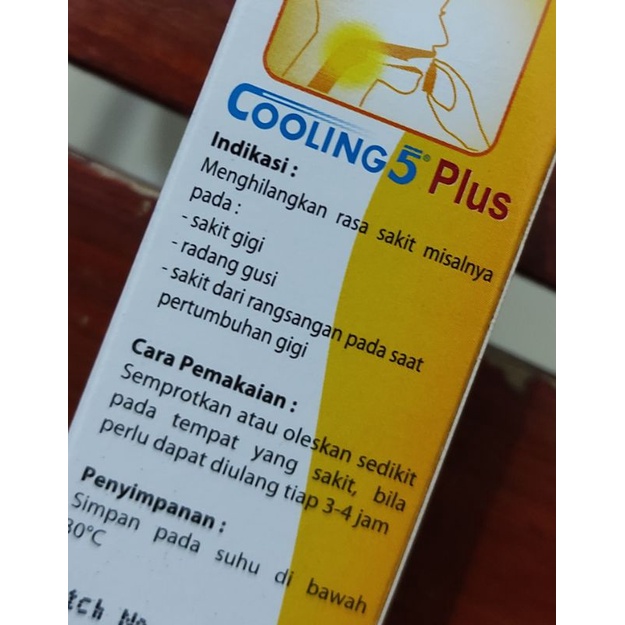 COOLING5® Plus
Indikasi :
Menghilangkan rasa sakit misalnya
pada :
- sakit gigi
- radang gusi
- sakit dari rangsangan pada saat
pertumbuhan gigi
Cara Pemakaian :
Semprotkan atau oleskan sedikit
pada tempat yang sakit, bila
perlu dapat diulang tiap 3-4 jam
Penyimpanan :
Simpan pada suhu di bawah
30°C